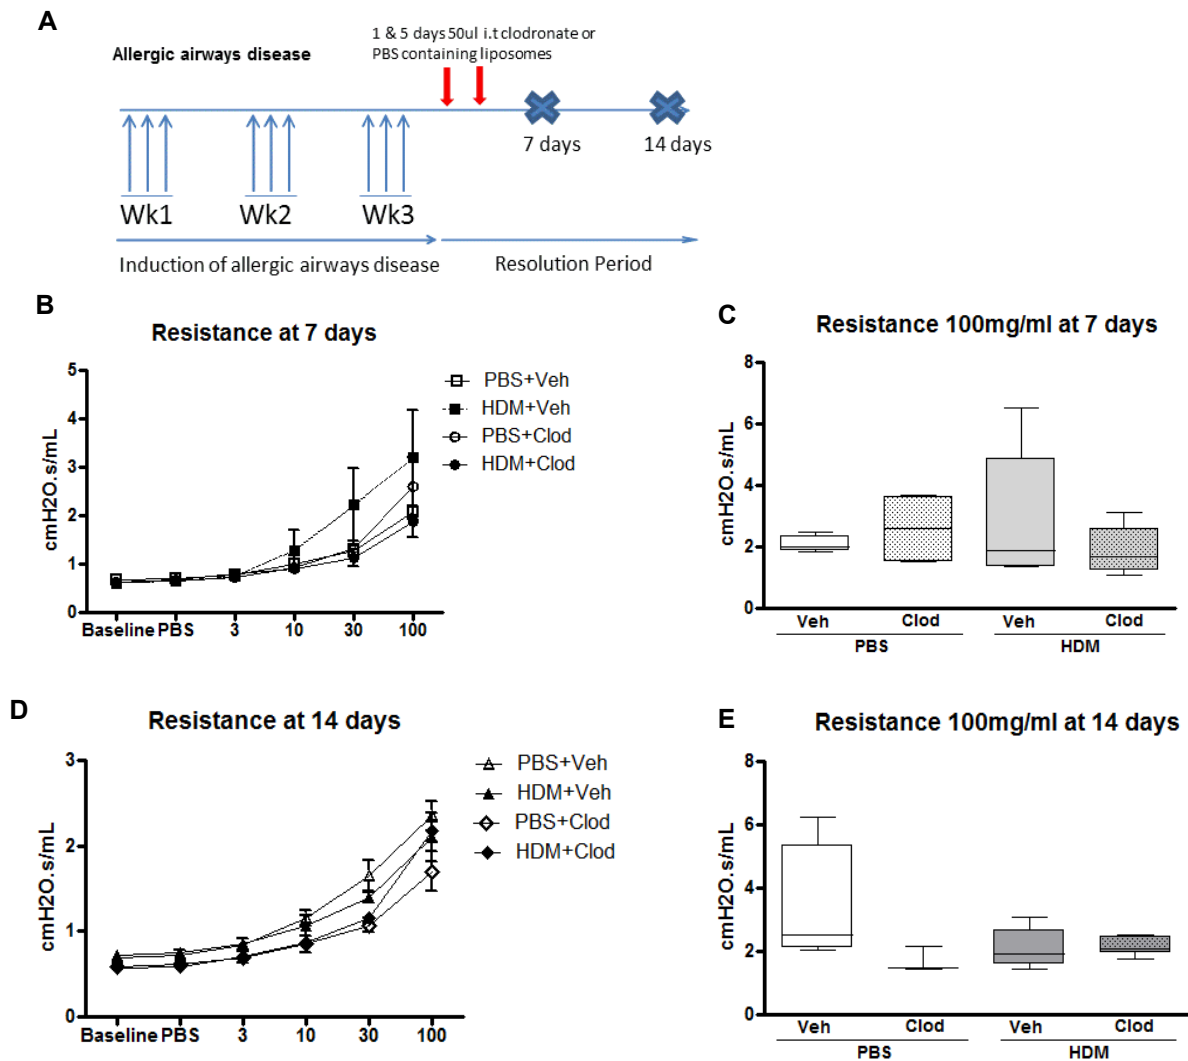 A
Allergic airways disease
1 & 5 days 50ul i.t clodronate or
PBS containing liposomes
7 days
14 days
Wk1
Wk2
Wk3
Induction of allergic airways disease
Resolution Period
B
Resistance at 7 days
cmH2O.s/mL
5
4
3
2
1
0
Baseline PBS 3 10 30 100
PBS+Veh
HDM+Veh
PBS+Clod
HDM+Clod
C
Resistance 100mg/ml at 7 days
cmH2O.s/mL
8
6
4
2
0
Veh Clod Veh Clod
PBS HDM
D
Resistance at 14 days
cmH2O.s/mL
3
2
1
0
Baseline PBS 3 10 30 100
PBS+Veh
HDM+Veh
PBS+Clod
HDM+Clod
E
Resistance 100mg/ml at 14 days
cmH2O.s/mL
8
6
4
2
0
Veh Clod Veh Clod
PBS HDM